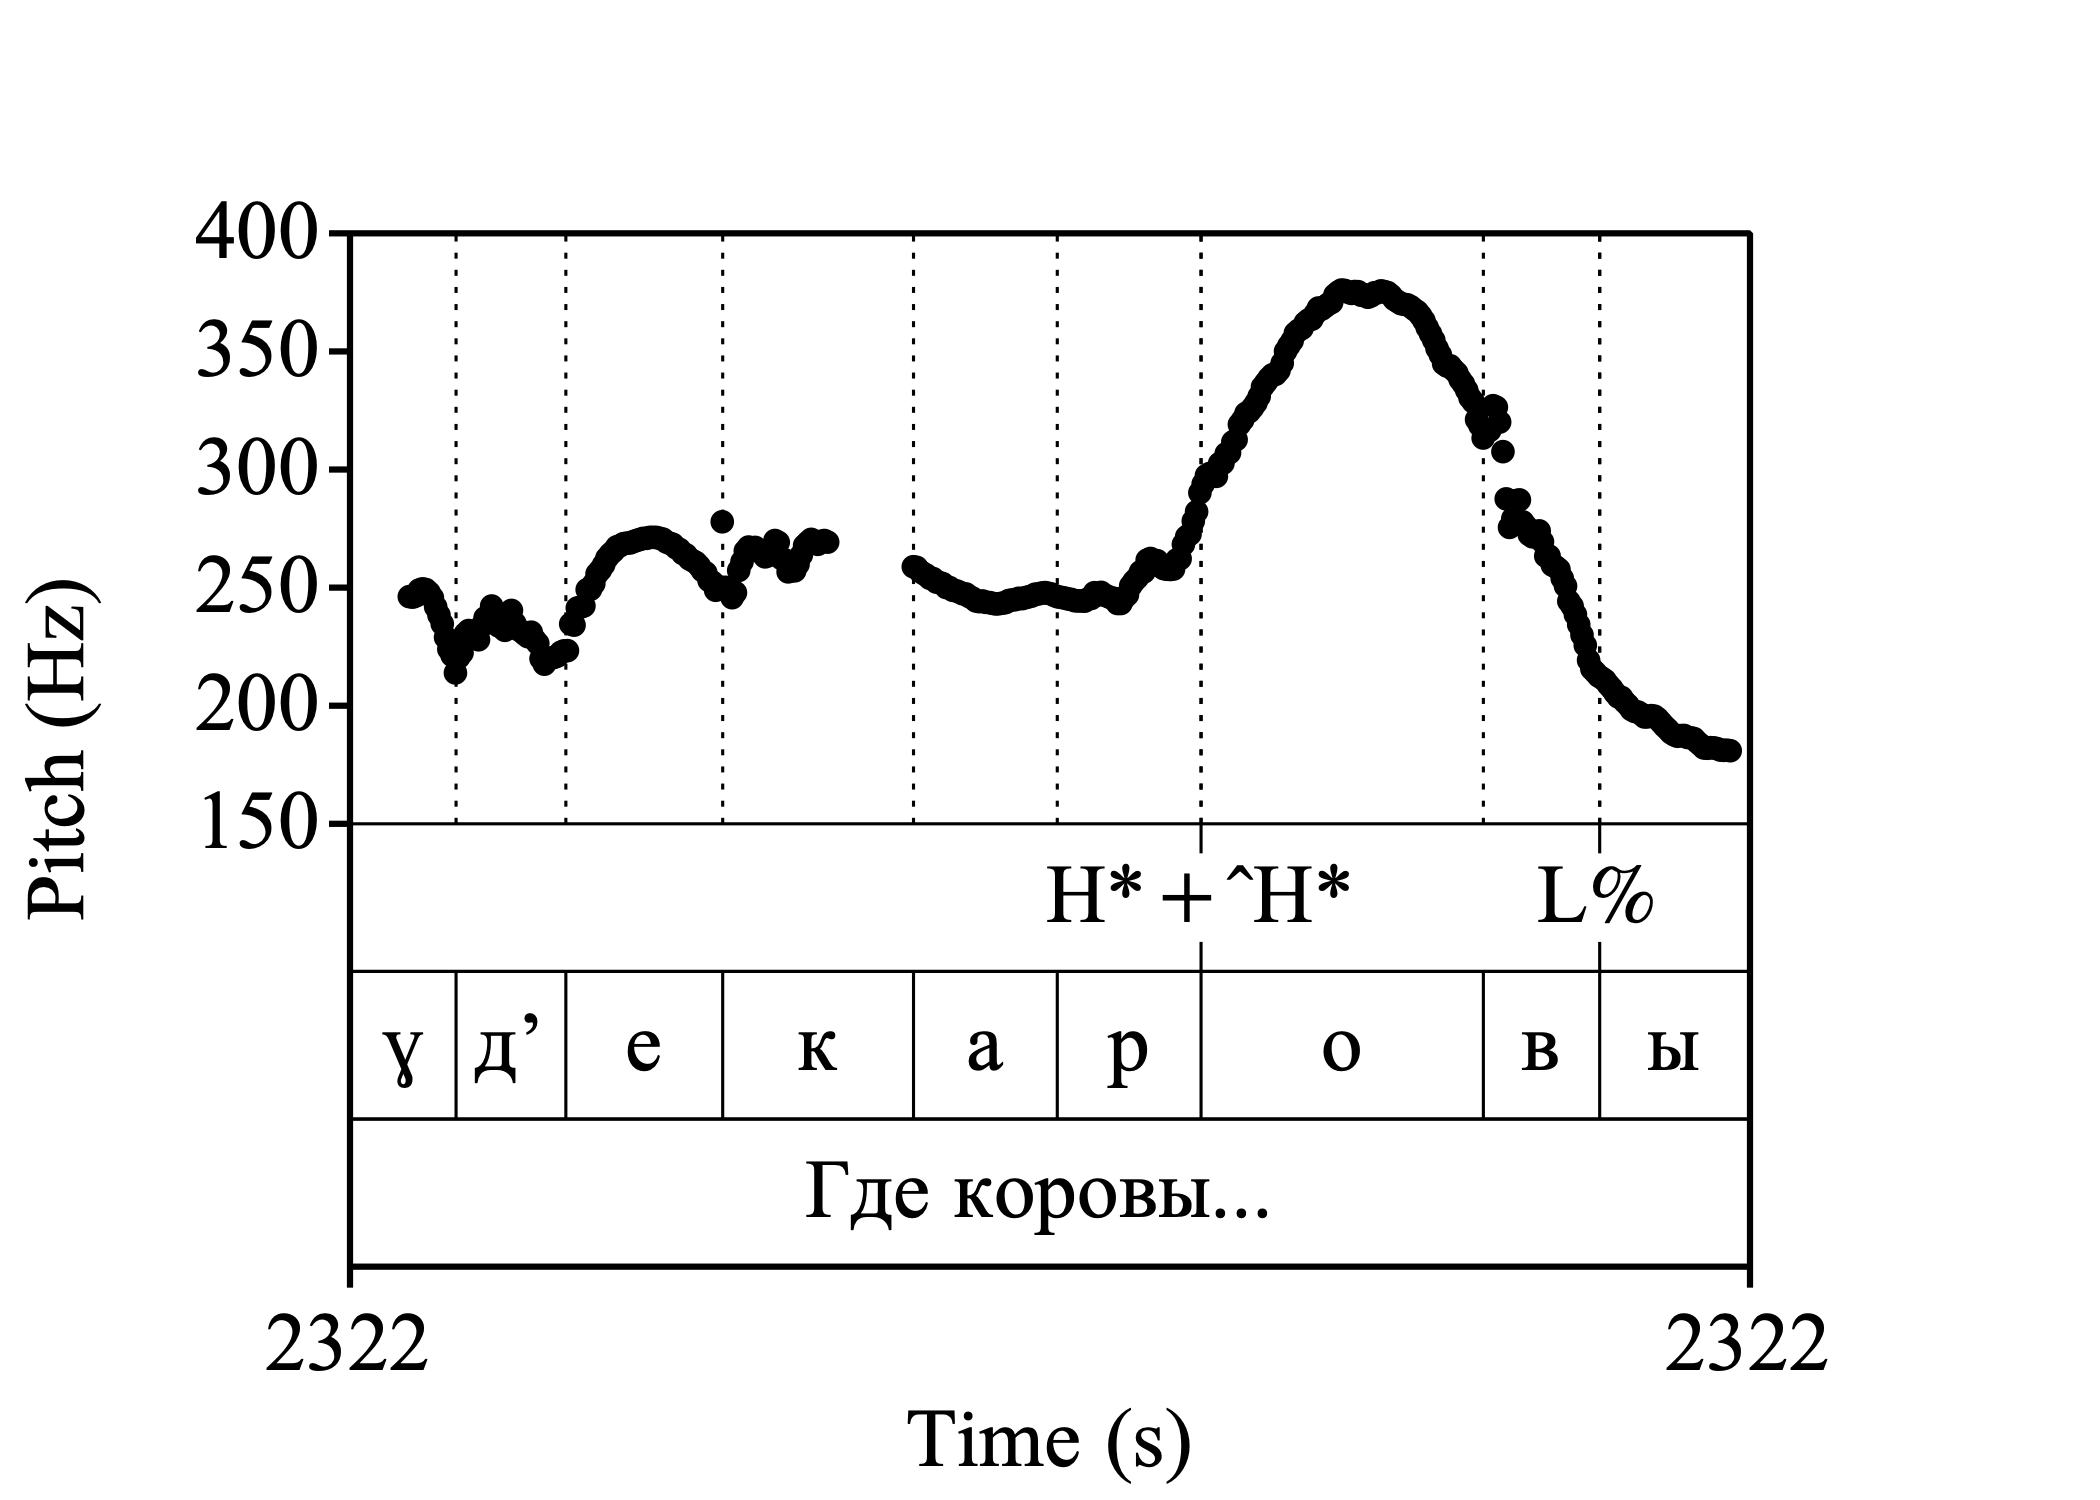 400
350
300
250
200
150
Pitch (Hz)
H* + ˆH* L%
ɣ д’ е к а р о в ы
Где коровы...
2322 2322
Time (s)